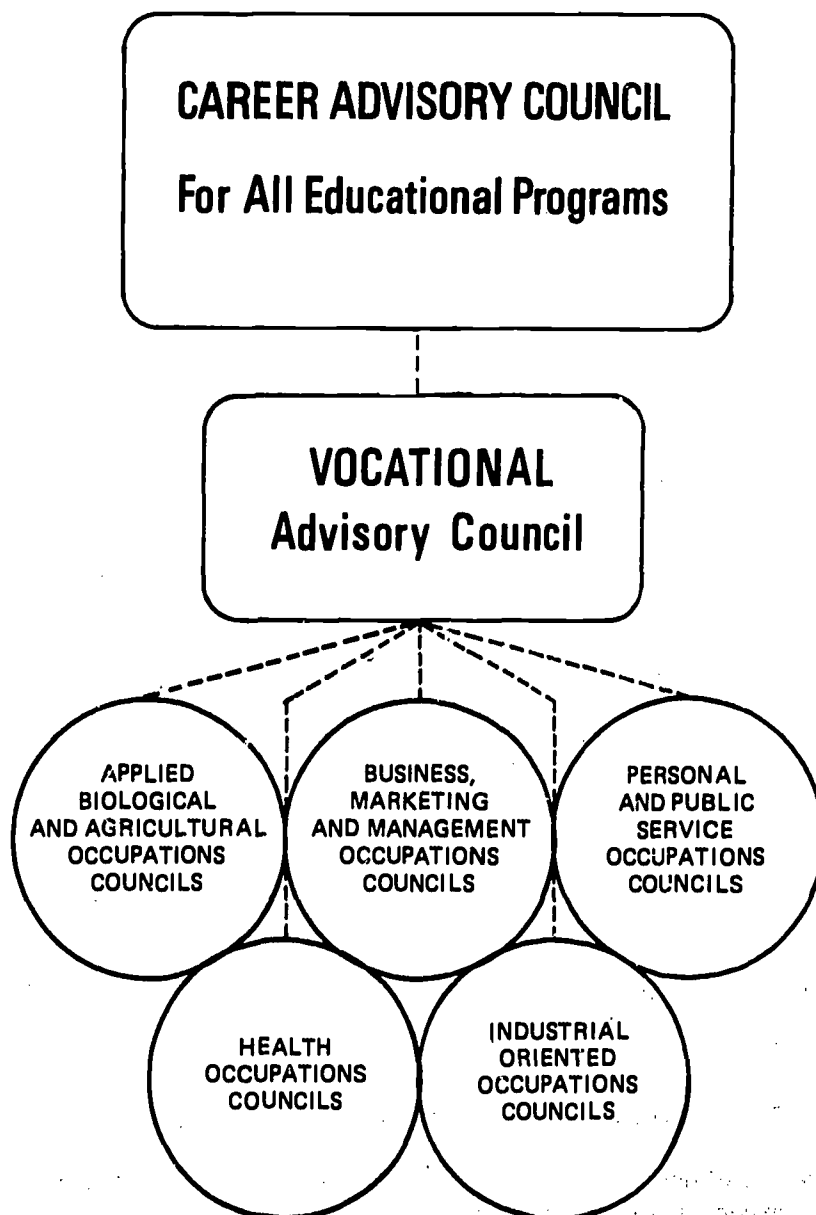 CAREER ADVISORY COUNCIL
For All Educational Programs
VOCATIONAL
Advisory Council
APPLIED
BIOLOGICAL
AND AGRICULTURAL
OCCUPATIONS
COUNCILS
BUSINESS,
MARKETING
AND MANAGEMENT
OCCUPATIONS
COUNCILS
PERSONAL
AND PUBLIC
SERVICE
OCCUPATIONS
COUNCILS
HEALTH
OCCUPATIONS
COUNCILS
INDUSTRIAL
ORIENTED
OCCUPATIONS
COUNCILS